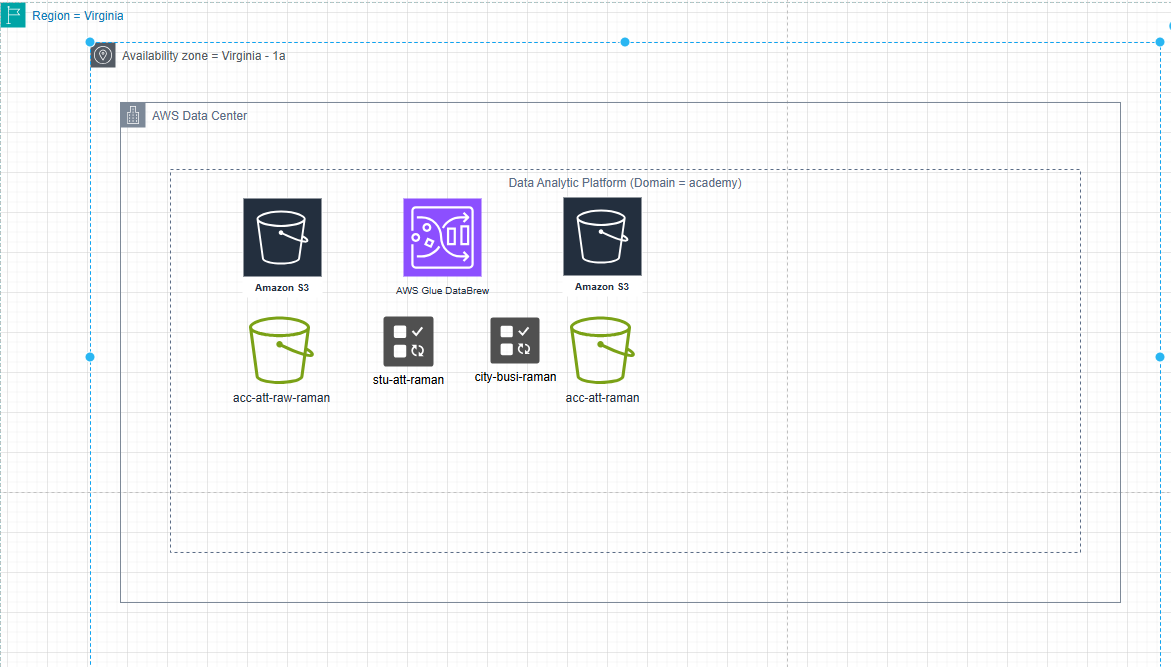 Region = Virginia
Availability zone = Virginia - 1a
AWS Data Center
Data Analytic Platform (Domain = academy)
Amazon S3
AWS Glue DataBrew
Amazon S3
acc-att-raw-raman
stu-att-raman
city-busi-raman
acc-att-raman